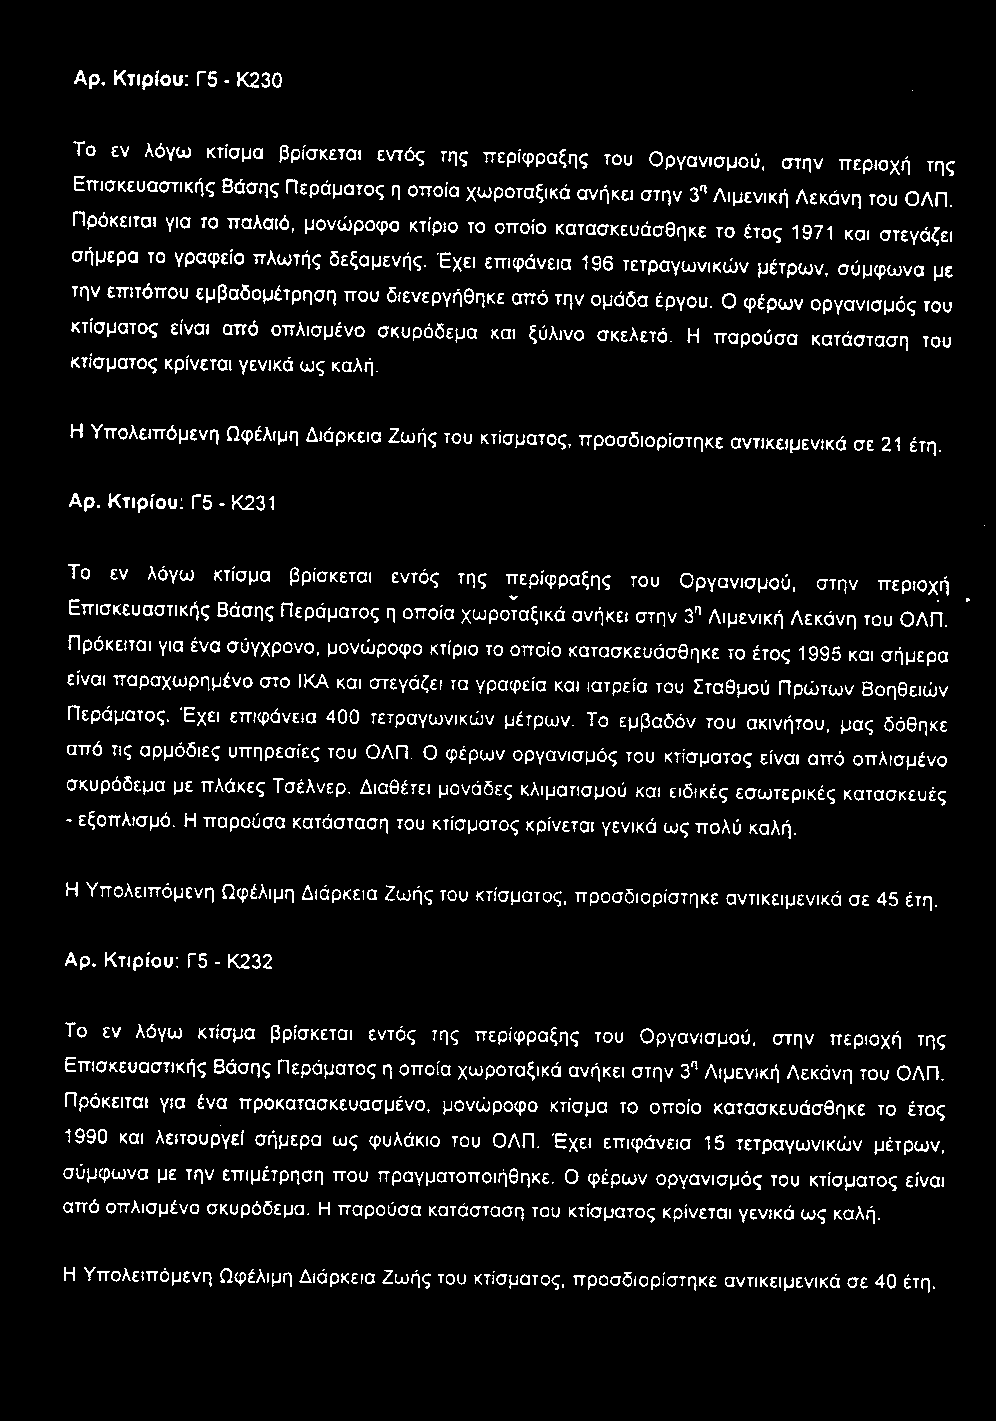 Αρ. Κτιρίου: Γ5 - Κ230
Το εν λόγω κτίσμα βρίσκεται εντός της περίφραξης του Οργανισμού, στην περιοχή της
Επισκευαστικής Βάσης Περάματος η οποία χωροταξικά ανήκει στην 3η Λιμενική Λεκάνη του ΟΛΠ.
Πρόκειται για το παλαιό, μονώροφο κτίριο το οποίο κατασκευάσθηκε το έτος 1971 και στεγάζει
σήμερα το γραφείο πλωτής δεξαμενής. Έχει επιφάνεια 196 τετραγωνικών μέτρων, σύμφωνα με
την επιτόπου εμβαδομέτρηση που διενεργήθηκε από την ομάδα έργου. Ο φέρων οργανισμός του
κτίσματος είναι από οπλισμένο σκυρόδεμα και ξύλινο σκελετό. Η παρούσα κατάσταση του
κτίσματος κρίνεται γενικά ως καλή.
Η Υπολειπόμενη Ωφέλιμη Διάρκεια Ζωής του κτίσματος, προσδιορίστηκε αντικειμενικά σε 21 έτη.
Αρ. Κτιρίου: Γ5 - Κ231
Το εν λόγω κτίσμα βρίσκεται εντός της περίφραξης του Οργανισμού, στην περιοχή
Επισκευαστικής Βάσης Περάματος η οποία χωροταξικά ανήκει στην 3η Λιμενική Λεκάνη του ΟΛΠ.
Πρόκειται για ένα σύγχρονο, μονώροφο κτίριο το οποίο κατασκευάσθηκε το έτος 1995 και σήμερα
είναι παραχωρημένο στο ΙΚΑ και στεγάζει τα γραφεία και ιατρεία του Σταθμού Πρώτων Βοηθειών
Περάματος. Έχει επιφάνεια 400 τετραγωνικών μέτρων. Το εμβαδόν του ακινήτου, μας δόθηκε
από τις αρμόδιες υπηρεσίες του ΟΛΠ. Ο φέρων οργανισμός του κτίσματος είναι από οπλισμένο
σκυρόδεμα με πλάκες Τσέλνερ. Διαθέτει μονάδες κλιματισμού και ειδικές εσωτερικές κατασκευές
- εξοπλισμό. Η παρούσα κατάσταση του κτίσματος κρίνεται γενικά ως πολύ καλή.
Η Υπολειπόμενη Ωφέλιμη Διάρκεια Ζωής του κτίσματος, προσδιορίστηκε αντικειμενικά σε 45 έτη.
Αρ. Κτιρίου: Γ5 - Κ232
Το εν λόγω κτίσμα βρίσκεται εντός της περίφραξης του Οργανισμού, στην περιοχή της
Επισκευαστικής Βάσης Περάματος η οποία χωροταξικά ανήκει στην 3η Λιμενική Λεκάνη του ΟΛΠ.
Πρόκειται για ένα προκατασκευασμένο, μονώροφο κτίσμα το οποίο κατασκευάσθηκε το έτος
1990 και λειτουργεί σήμερα ως φυλάκιο του ΟΛΠ. Έχει επιφάνεια 15 τετραγωνικών μέτρων,
σύμφωνα με την επιμέτρηση που πραγματοποιήθηκε. Ο φέρων οργανισμός του κτίσματος είναι
από οπλισμένο σκυρόδεμα. Η παρούσα κατάσταση του κτίσματος κρίνεται γενικά ως καλή.
Η Υπολειπόμενη Ωφέλιμη Διάρκεια Ζωής του κτίσματος, προσδιορίστηκε αντικειμενικά σε 40 έτη.